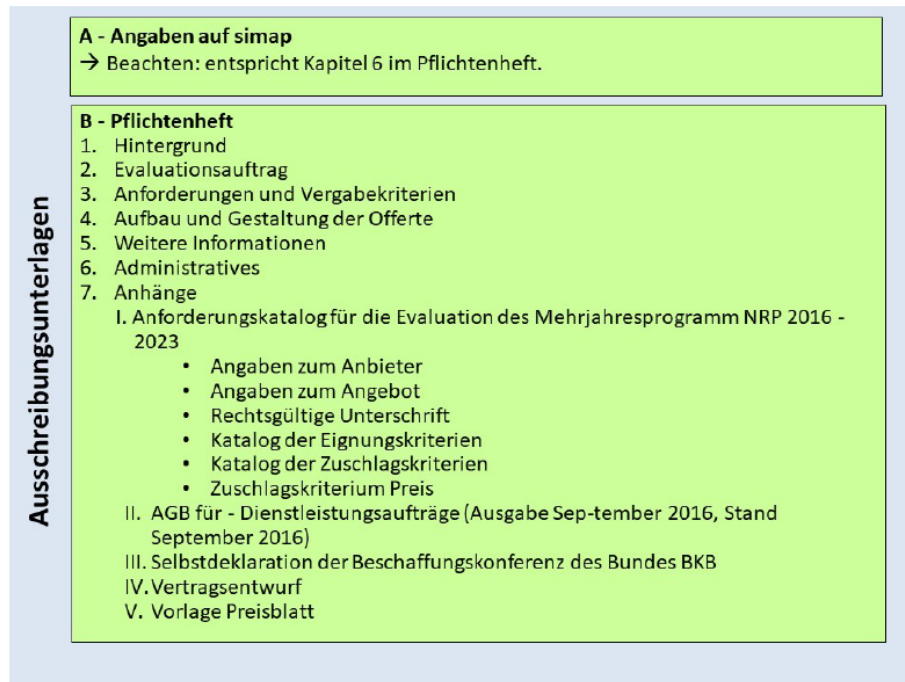 Ausschreibungsunterlagen
A - Angaben auf simap
→ Beachten: entspricht Kapitel 6 im Pflichtenheft.
B - Pflichtenheft
1. Hintergrund
2. Evaluationsauftrag
3. Anforderungen und Vergabekriterien
4. Aufbau und Gestaltung der Offerte
5. Weitere Informationen
6. Administratives
7. Anhänge
I. Anforderungskatalog für die Evaluation des Mehrjahresprogramm NRP 2016 -
2023
• Angaben zum Anbieter
• Angaben zum Angebot
• Rechtsgültige Unterschrift
• Katalog der Eignungskriterien
• Katalog der Zuschlagskriterien
• Zuschlagskriterium Preis
II. AGB für - Dienstleistungsaufträge (Ausgabe Sep-tember 2016, Stand
September 2016)
III. Selbstdeklaration der Beschaffungskonferenz des Bundes BKB
IV. Vertragsentwurf
V. Vorlage Preisblatt